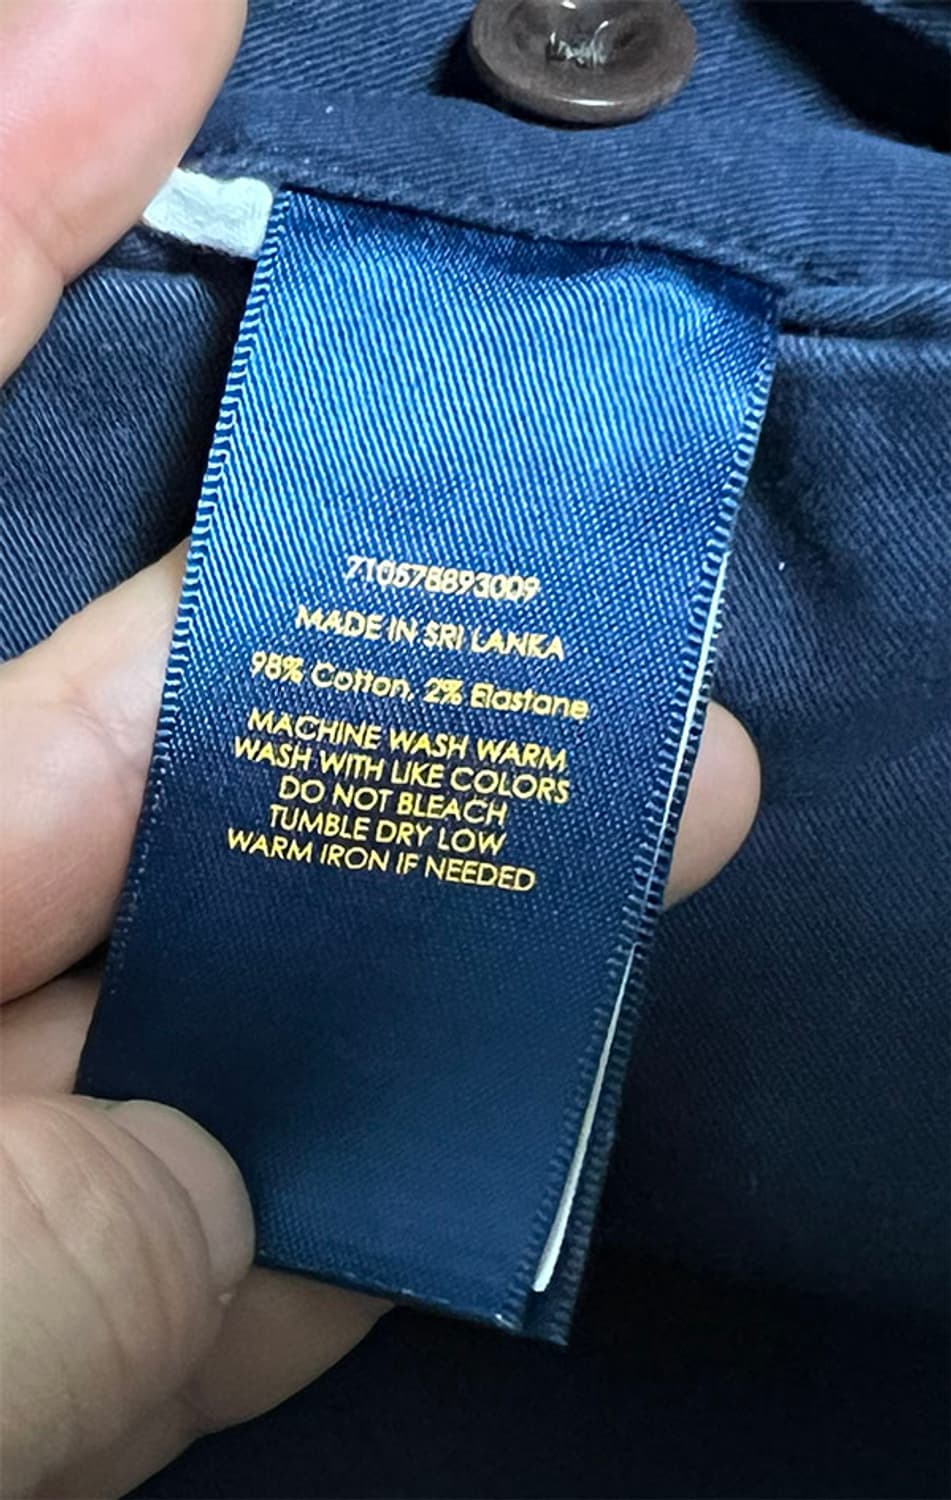 710578893009
MADE IN SRI LANKA
98% Cotton, 2% Elastane
MACHINE WASH WARM
WASH WITH LIKE COLORS
DO NOT BLEACH
TUMBLE DRY LOW
WARM IRON IF NEEDED